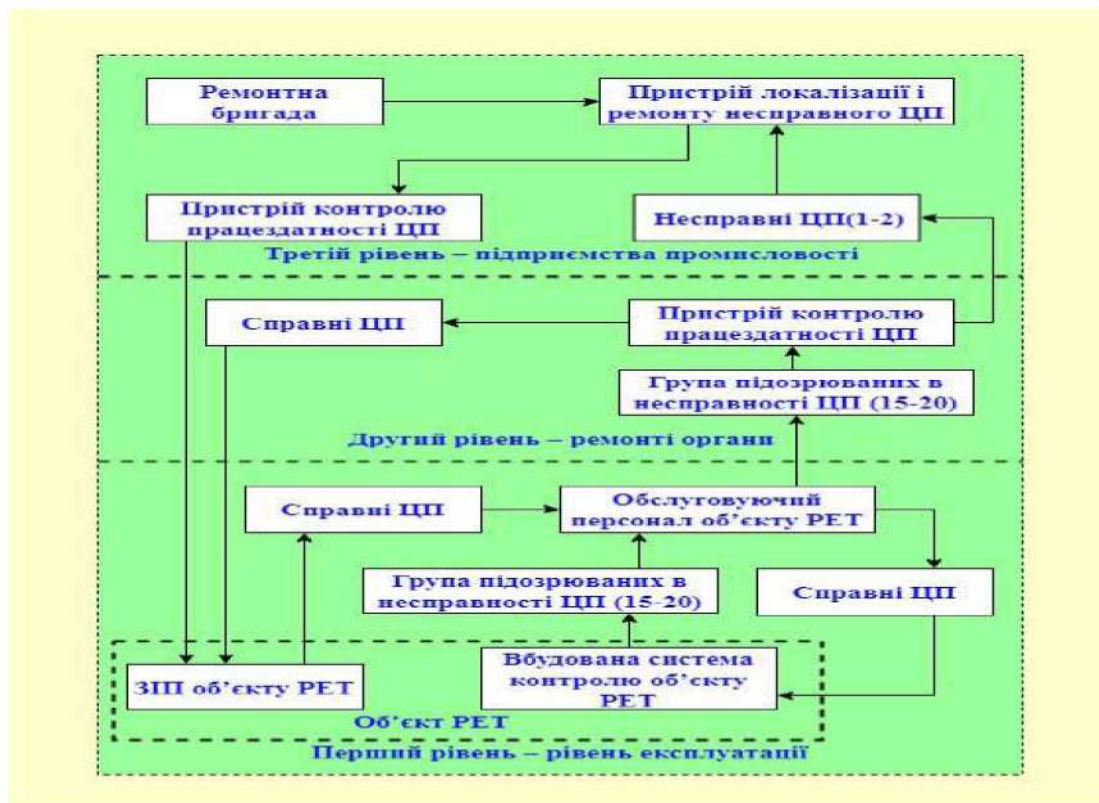 Ремонтна
бригада
Пристрій локалізації і
ремонту несправного ЦП
Пристрій контролю
працездатності ЦП
Несправні ЦП(1-2)
Третій рівень – підприємства промисловості
Справні ЦП
Пристрій контролю
працездатності ЦП
Група підозрюваних в
несправності ЦП (15-20)
Другий рівень – ремонті органи
Справні ЦП
Обслуговуючий
персонал об’єкту РЕТ
Група підозрюваних в
несправності ЦП (15-20)
Справні ЦП
ЗІП об’єкту РЕТ
Вбудована система
контролю об’єкту
РЕТ
Об’єкт РЕТ
Перший рівень – рівень експлуатації